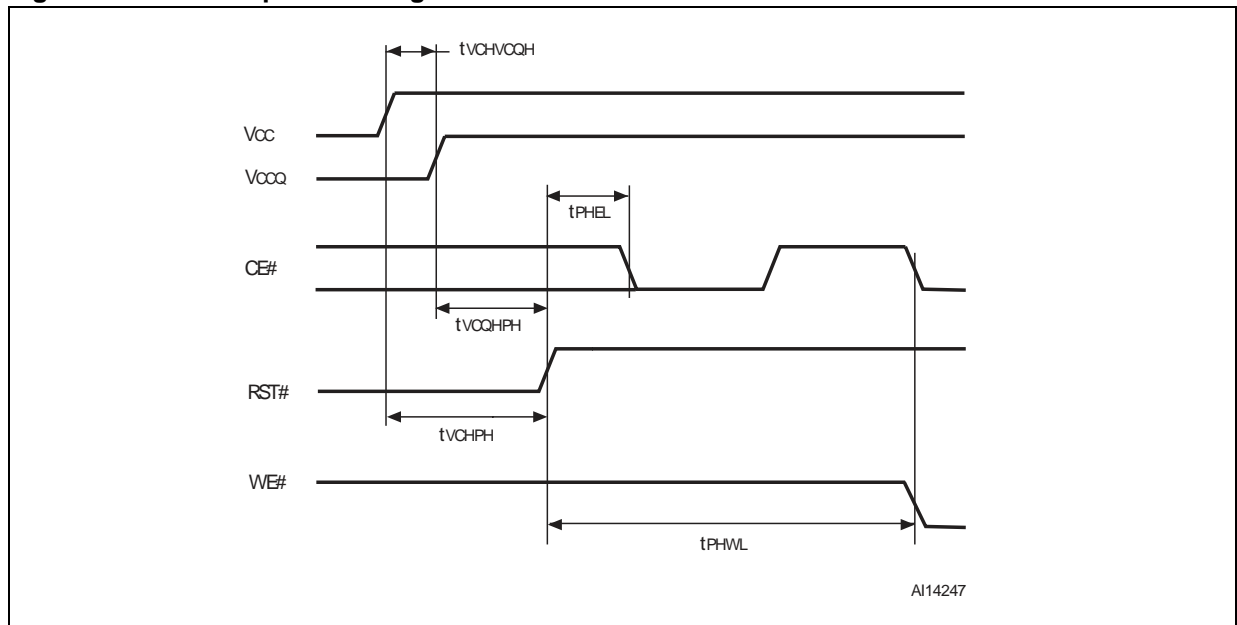 tVCHVCQH
VCC
VCCQ
tPHEL
CE#
tVCQHPH
RST#
tVCHPH
WE#
tPHWL
AI14247